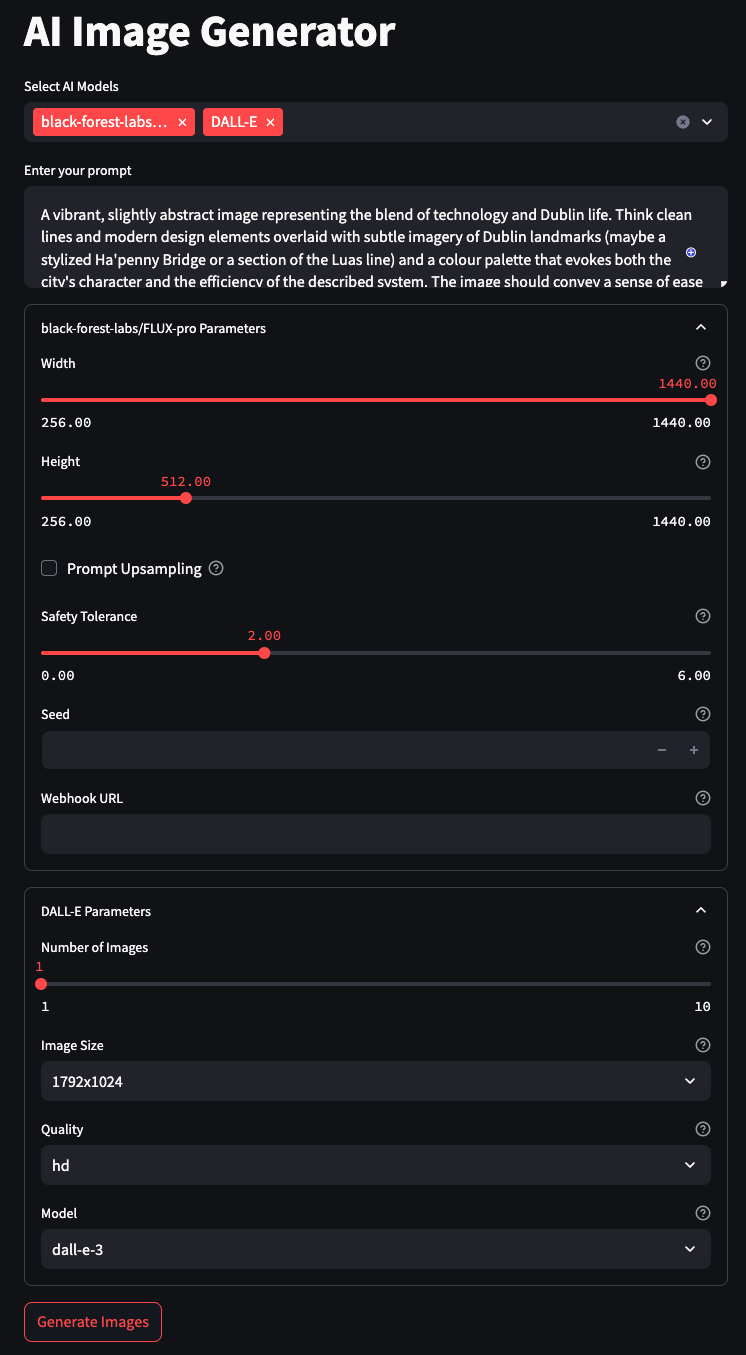 AI Image Generator
Select AI Models
black-forest-labs... × DALL-E ×
Enter your prompt
A vibrant, slightly abstract image representing the blend of technology and Dublin life. Think clean
lines and modern design elements overlaid with subtle imagery of Dublin landmarks (maybe a
stylized Ha'penny Bridge or a section of the Luas line) and a colour palette that evokes both the
city's character and the efficiency of the described system. The image should convey a sense of ease
black-forest-labs/FLUX-pro Parameters
Width
1440.00
256.00 1440.00
Height
512.00
256.00 1440.00
Prompt Upsampling
Safety Tolerance
2.00
0.00 6.00
Seed
Webhook URL
DALL-E Parameters
Number of Images
1
1 10
Image Size
1792x1024
Quality
hd
Model
dall-e-3
Generate Images